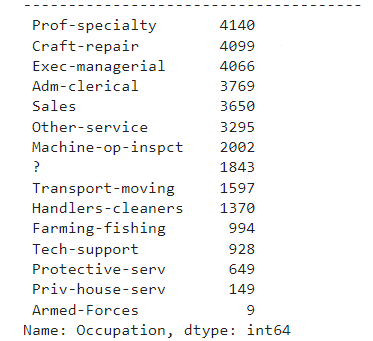 ----------------------------------------
Prof-specialty 4140
Craft-repair 4099
Exec-managerial 4066
Adm-clerical 3769
Sales 3650
Other-service 3295
Machine-op-inspct 2002
? 1843
Transport-moving 1597
Handlers-cleaners 1370
Farming-fishing 994
Tech-support 928
Protective-serv 649
Priv-house-serv 149
Armed-Forces 9
Name: Occupation, dtype: int64